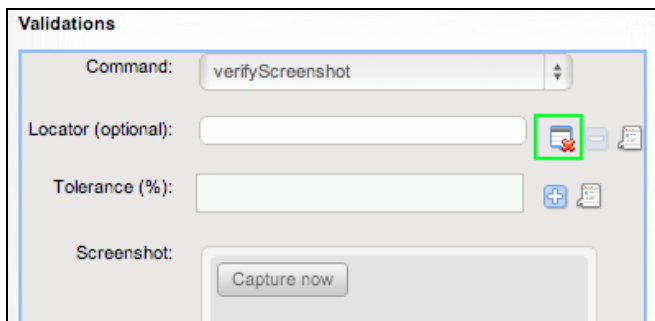 Validations
Command:
verifyScreenshot
Locator (optional):
Tolerance (%):
Screenshot:
Capture now